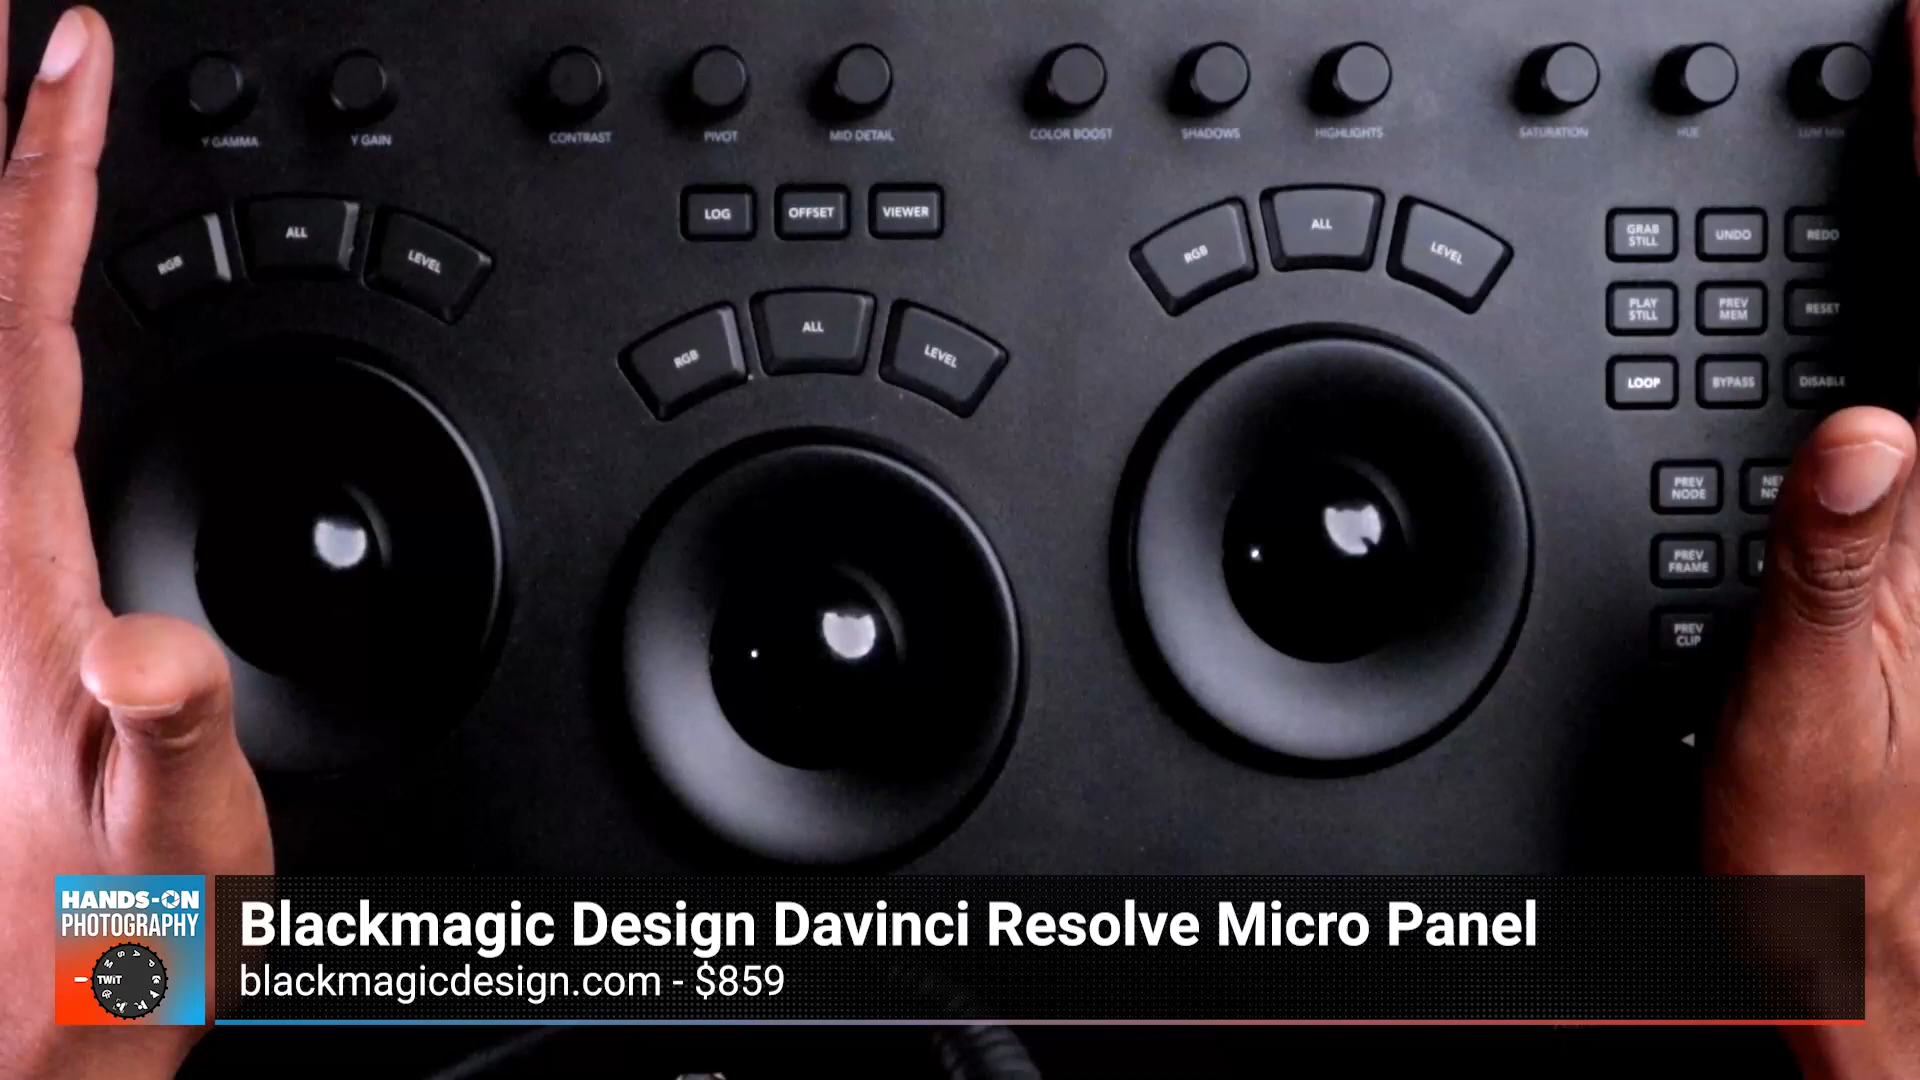 Y GAMMA
Y GAIN
CONTRAST
PIVOT
MID DETAIL
COLOR BOOST
SHADOWS
HIGHLIGHTS
SATURATION
HUE
LUM MIX
RGB
ALL
LEVEL
LOG
OFFSET
VIEWER
RGB
ALL
LEVEL
RGB
ALL
LEVEL
GRAB
STILL
UNDO
REDO
PLAY
STILL
PREV
MEM
RESET
LOOP
BYPASS
DISABLE
PREV
NODE
PREV
FRAME
PREV
CLIP
HANDS-ON
PHOTOGRAPHY
TWiT
Blackmagic Design Davinci Resolve Micro Panel
blackmagicdesign.com - $859